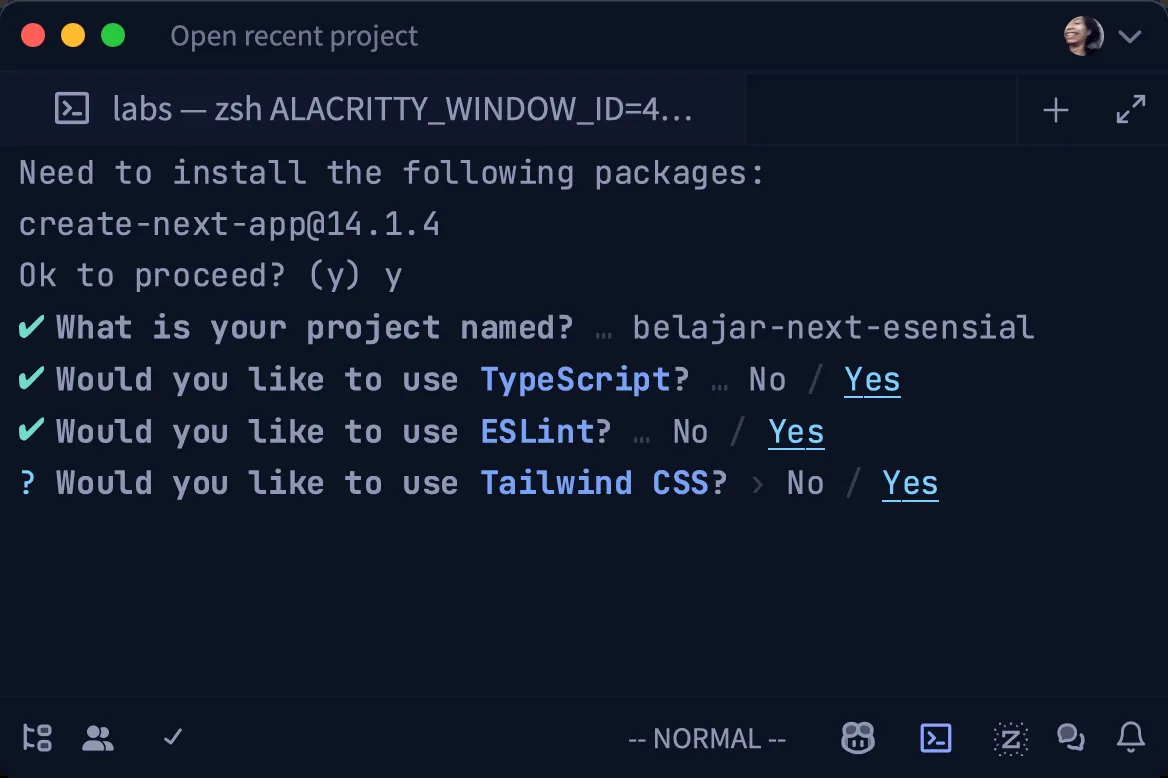 Open recent project
labs — zsh ALACRITTY_WINDOW_ID=4…
Need to install the following packages:
create-next-app@14.1.4
Ok to proceed? (y) y
✔ What is your project named? … belajar-next-esensial
✔ Would you like to use TypeScript? … No / Yes
✔ Would you like to use ESLint? … No / Yes
? Would you like to use Tailwind CSS? › No / Yes
-- NORMAL --